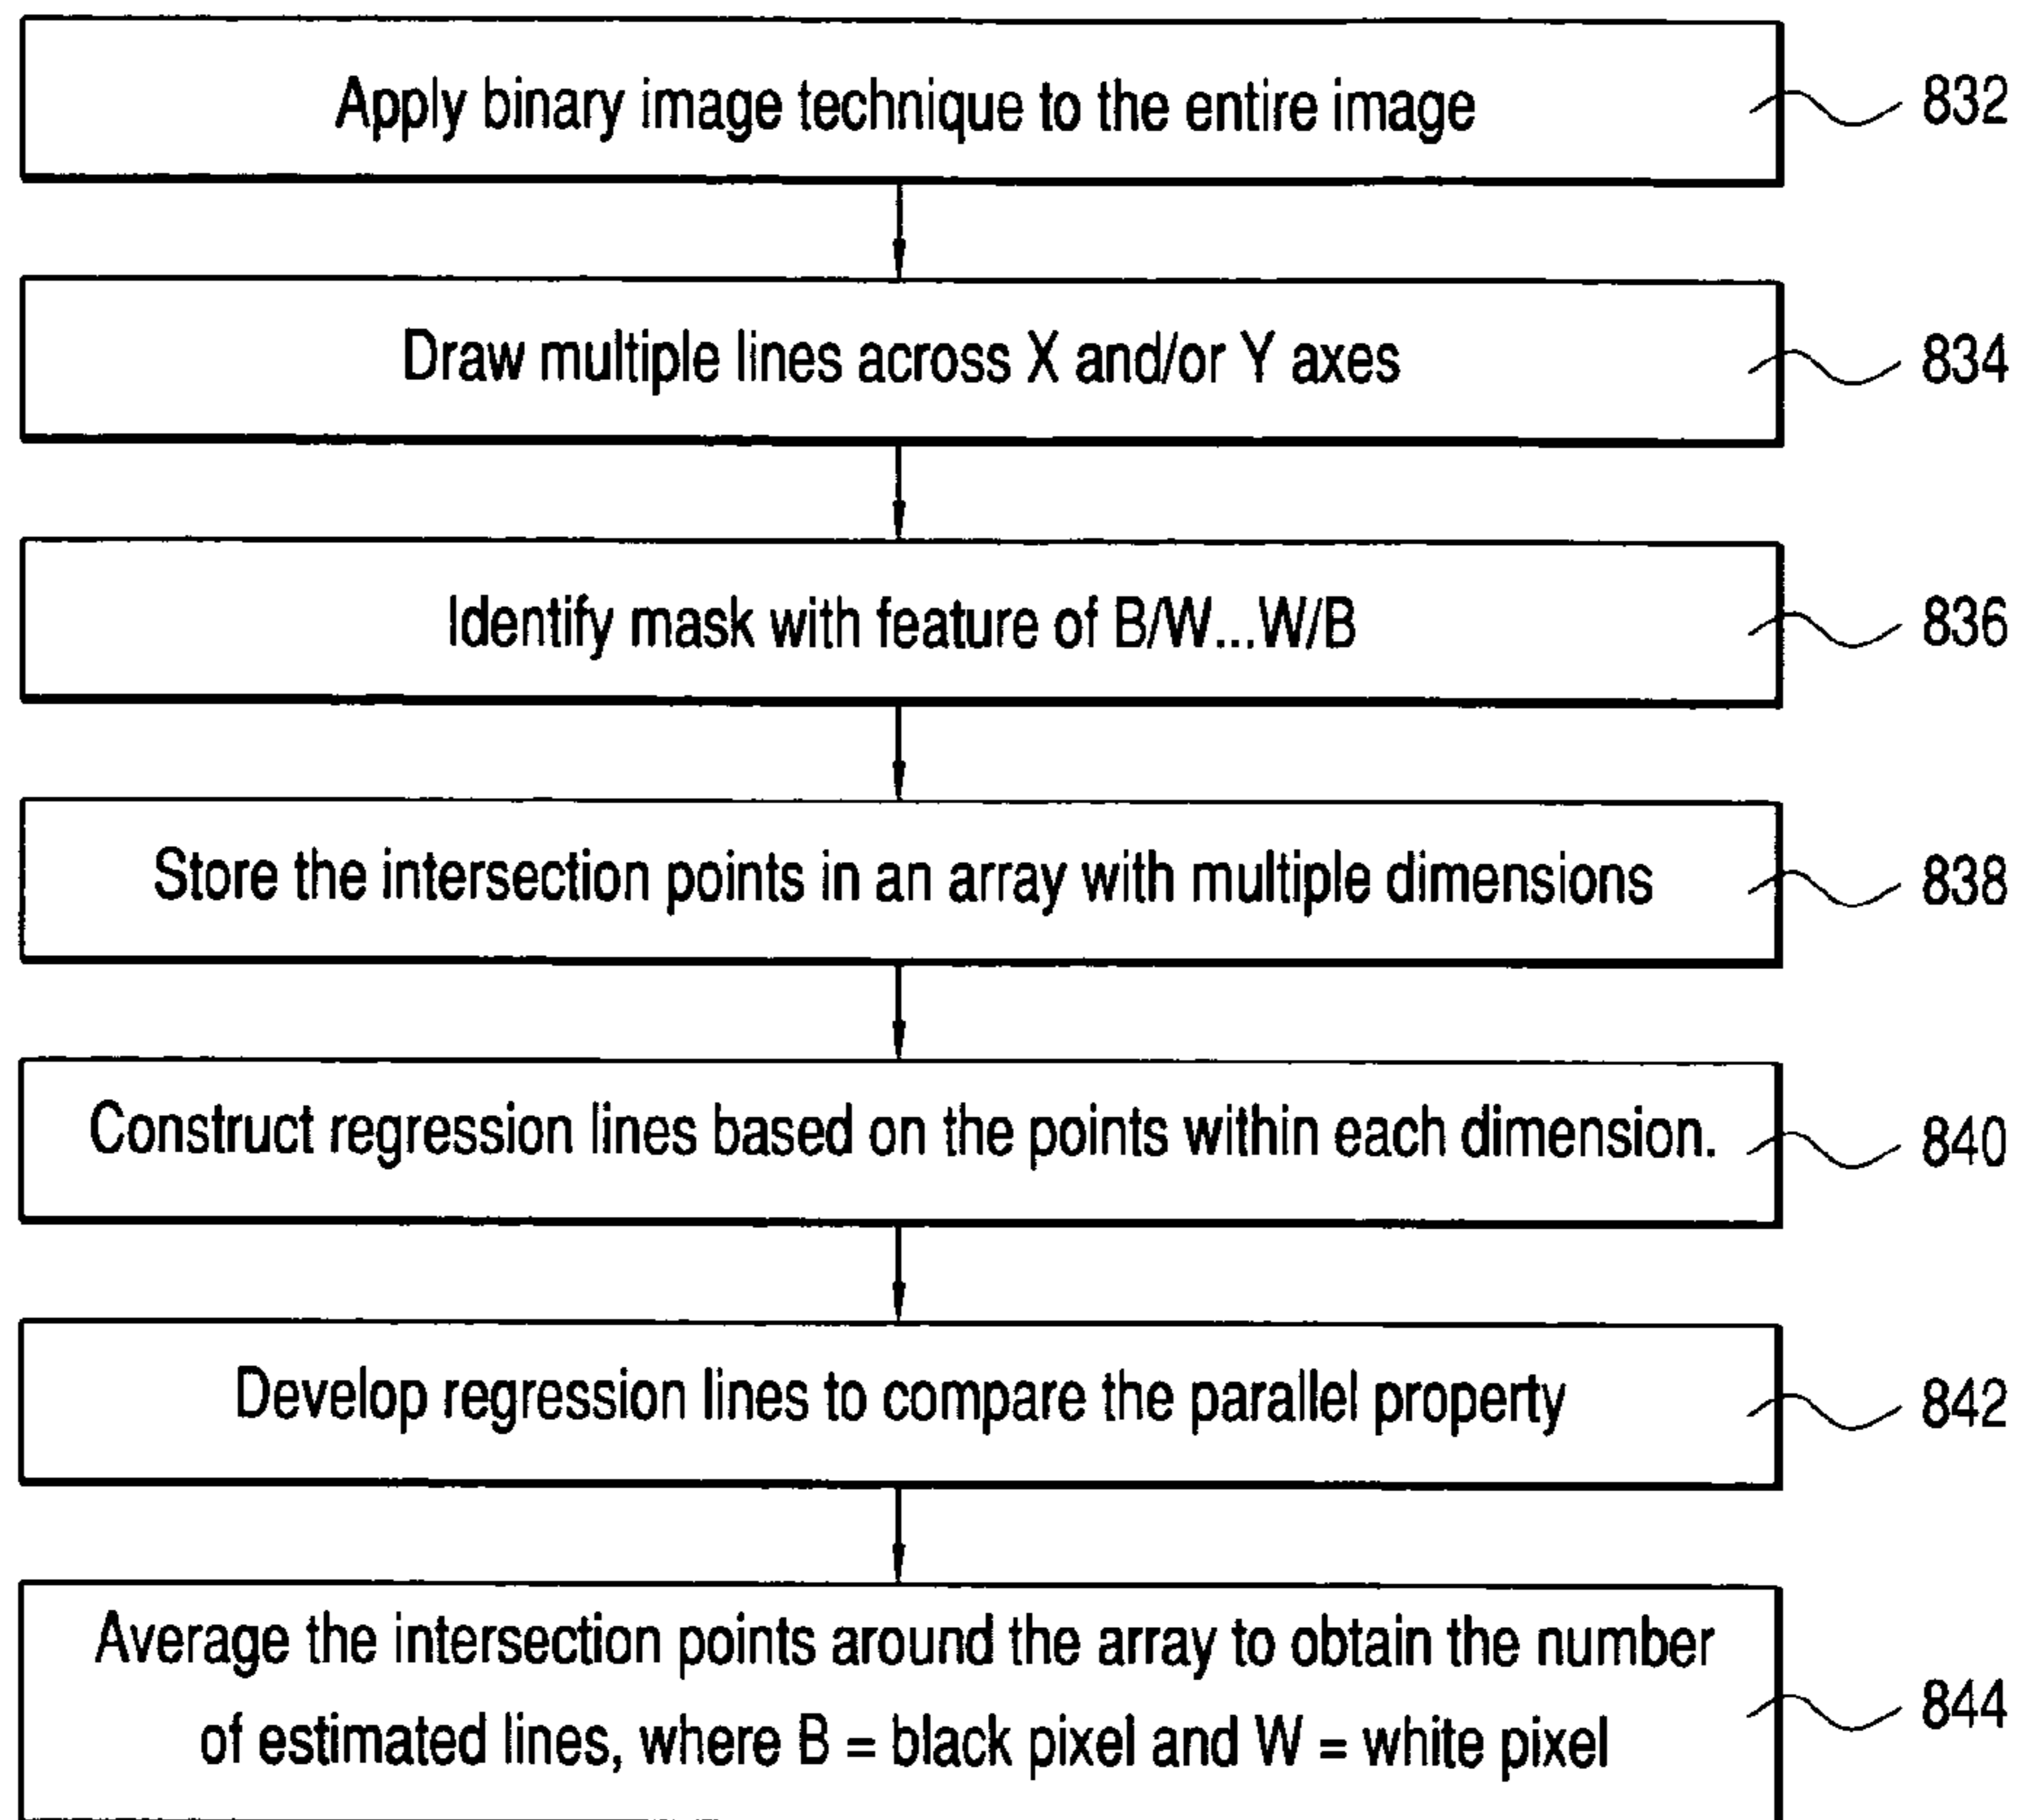 Apply binary image technique to the entire image
832
Draw multiple lines across X and/or Y axes
834
Identify mask with feature of B/W...W/B
836
Store the intersection points in an array with multiple dimensions
838
Construct regression lines based on the points within each dimension.
840
Develop regression lines to compare the parallel property
842
Average the intersection points around the array to obtain the number
of estimated lines, where B = black pixel and W = white pixel
844